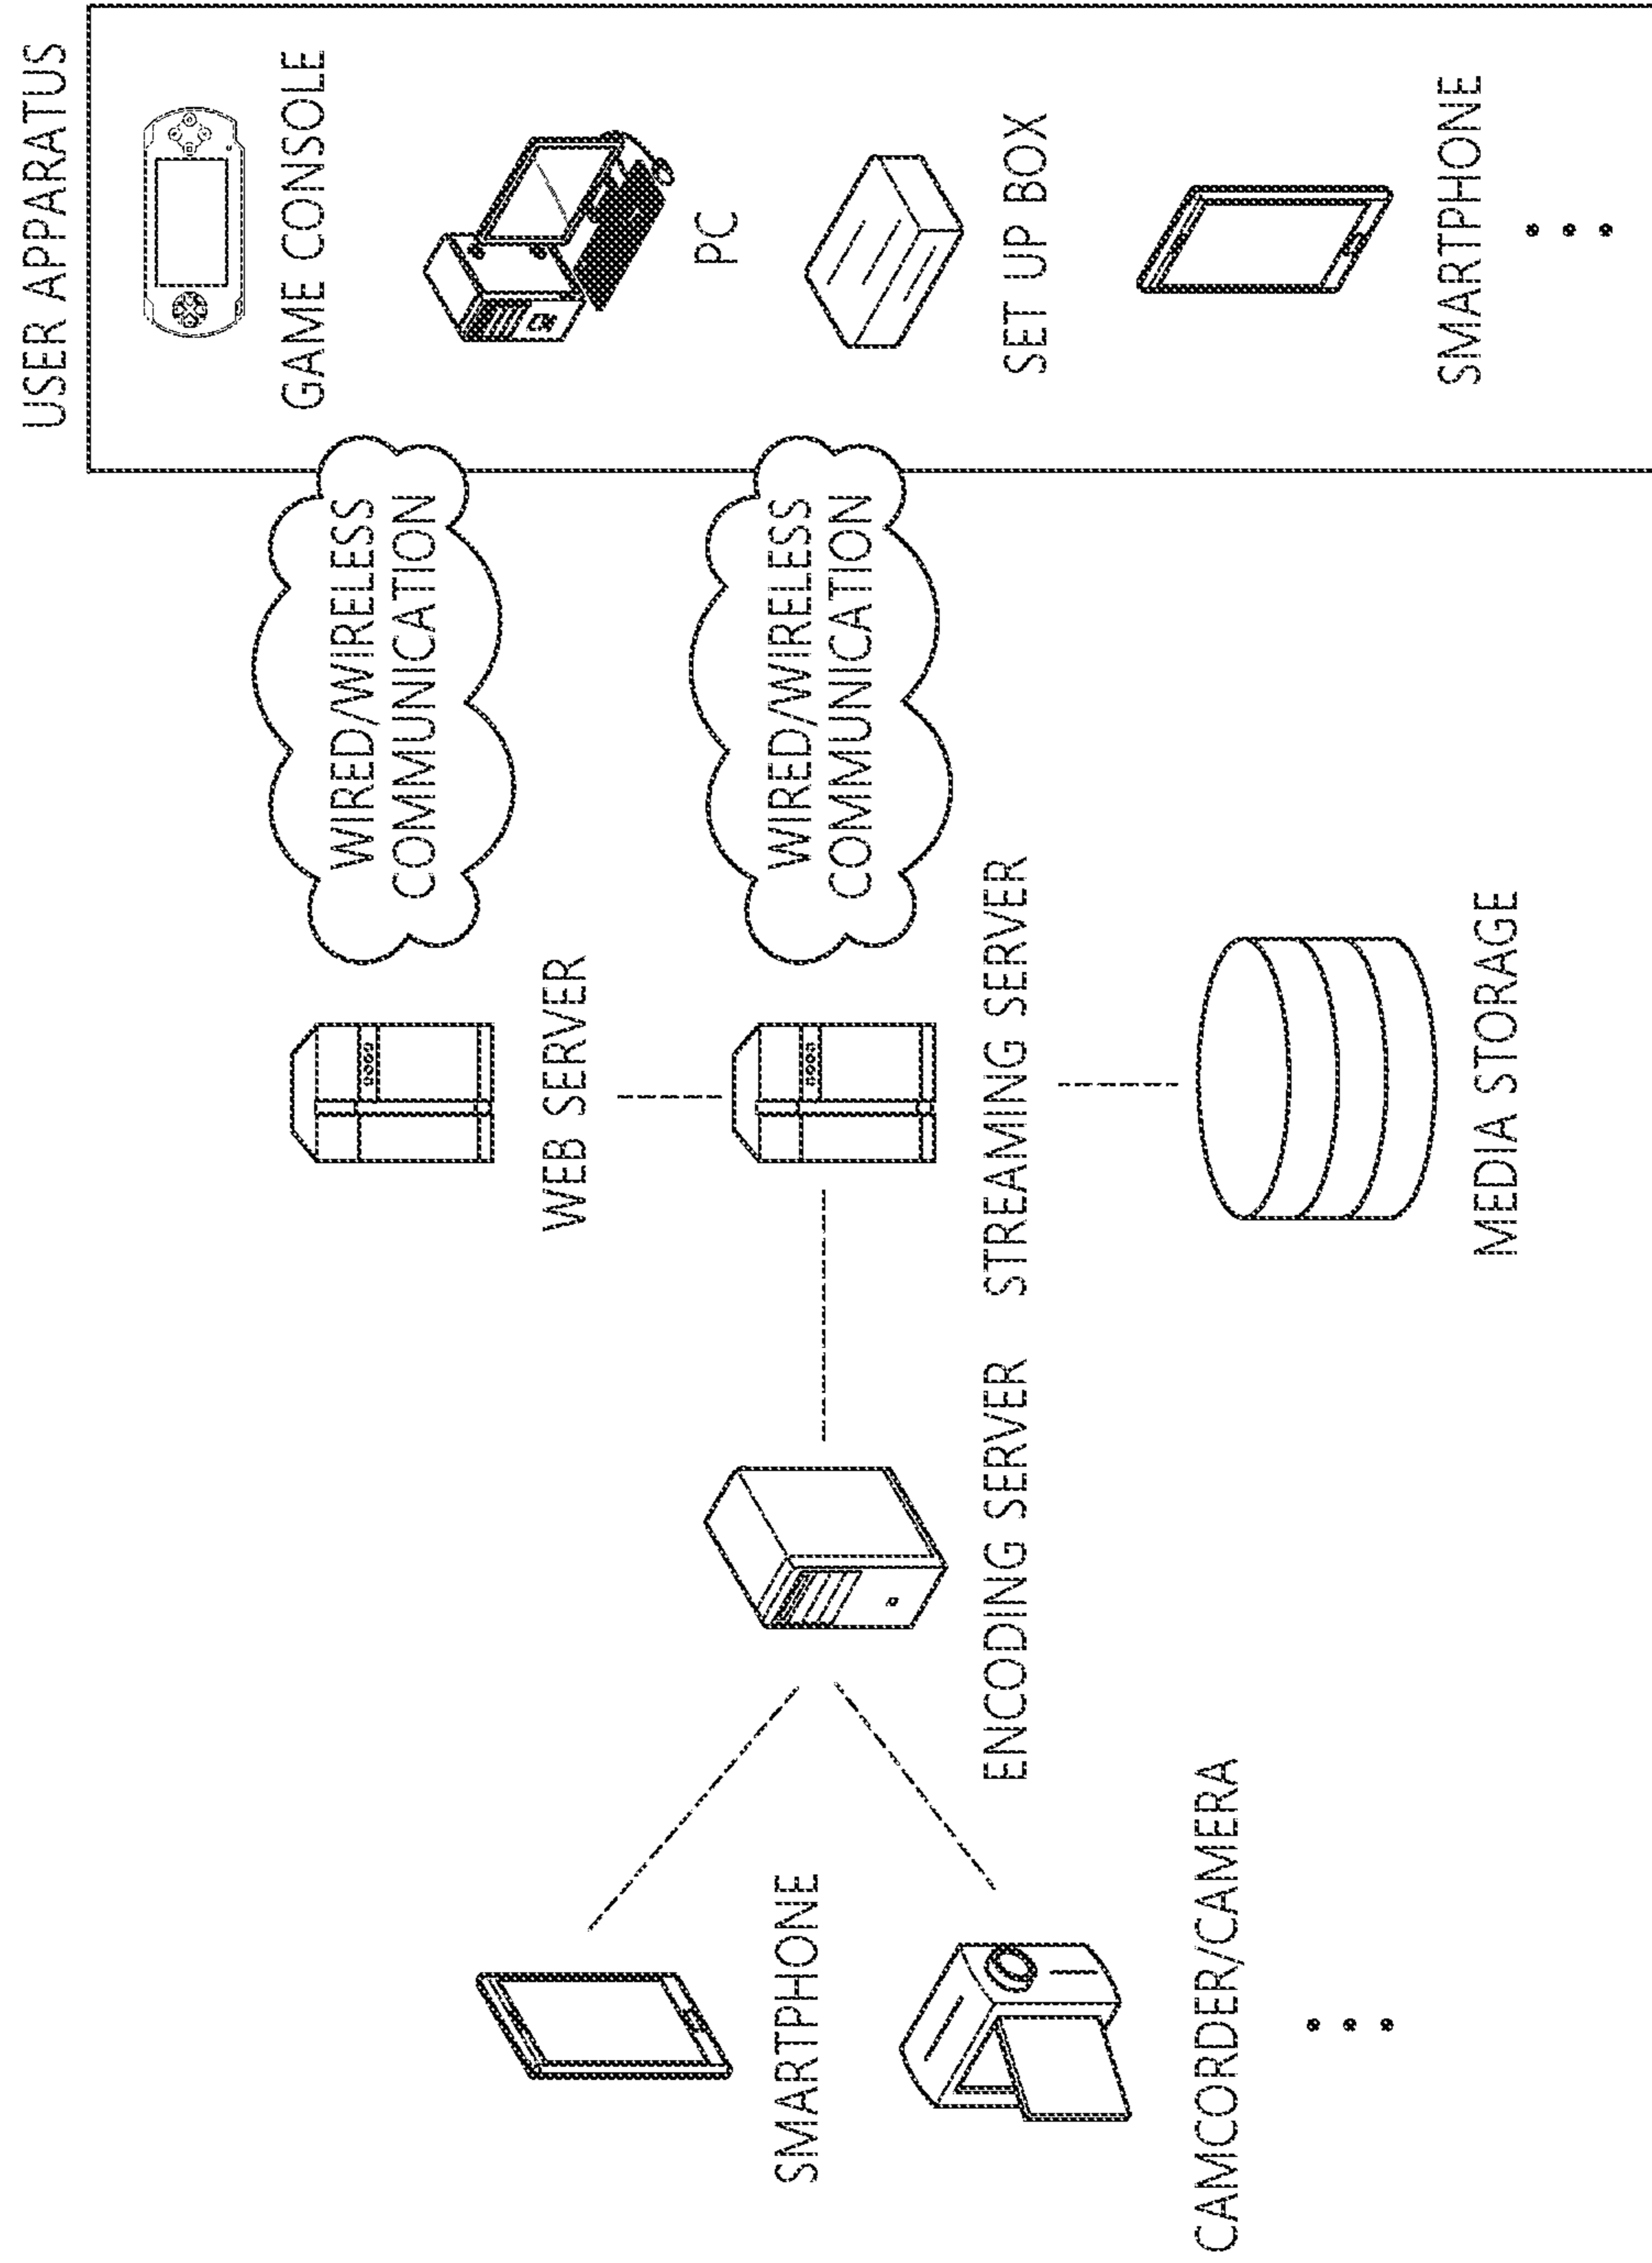 USER APPARATUS
GAME CONSOLE
PC
SET UP BOX
SMARTPHONE
WIRED/WIRELESS
COMMUNICATION
WIRED/WIRELESS
COMMUNICATION
WEB SERVER
STREAMING SERVER
MEDIA STORAGE
ENCODING SERVER
SMARTPHONE
CAMCORDER/CAMERA